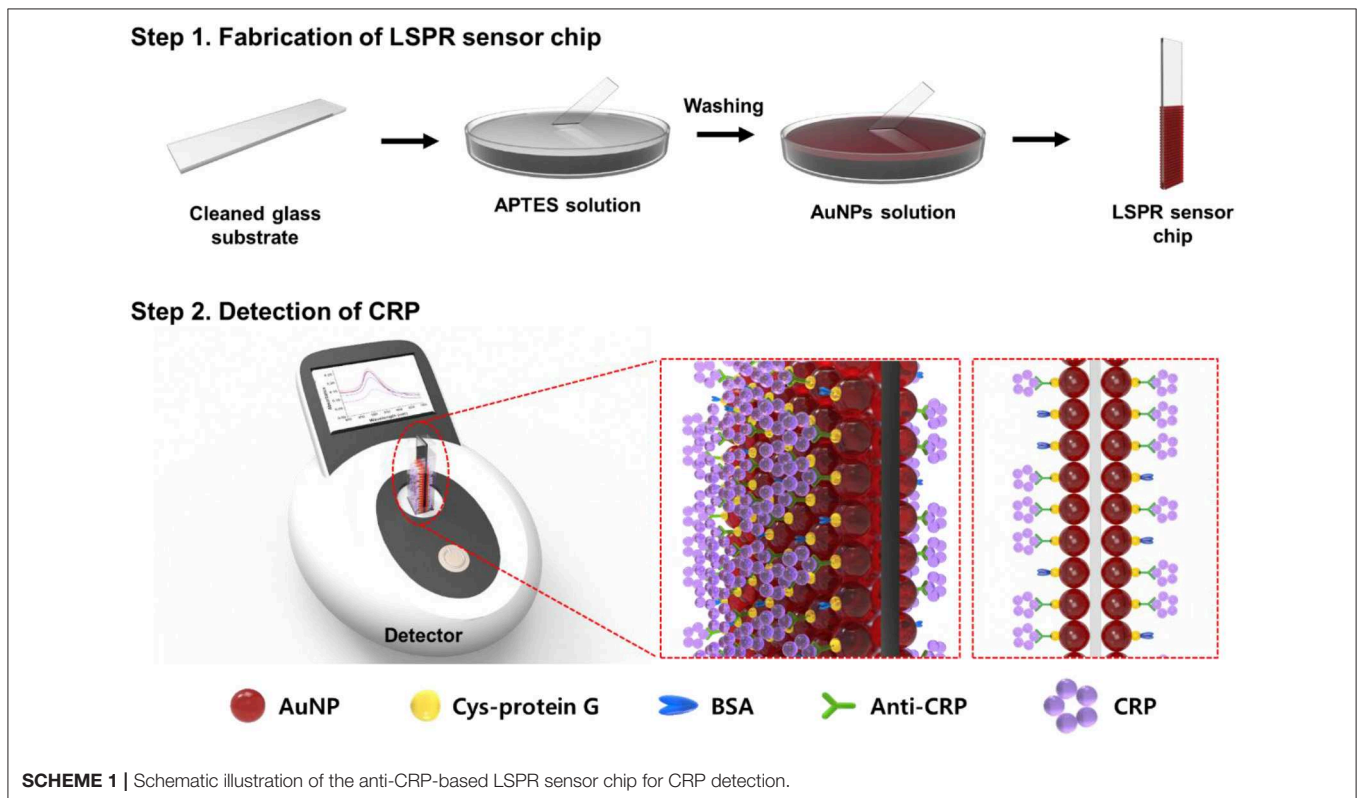 Step 1. Fabrication of LSPR sensor chip
Washing
Cleaned glass
substrate
APTES solution
AuNPs solution
LSPR sensor
chip
Step 2. Detection of CRP
Detector
AuNP
Cys-protein G
BSA
Anti-CRP
CRP
SCHEME 1 | Schematic illustration of the anti-CRP-based LSPR sensor chip for CRP detection.